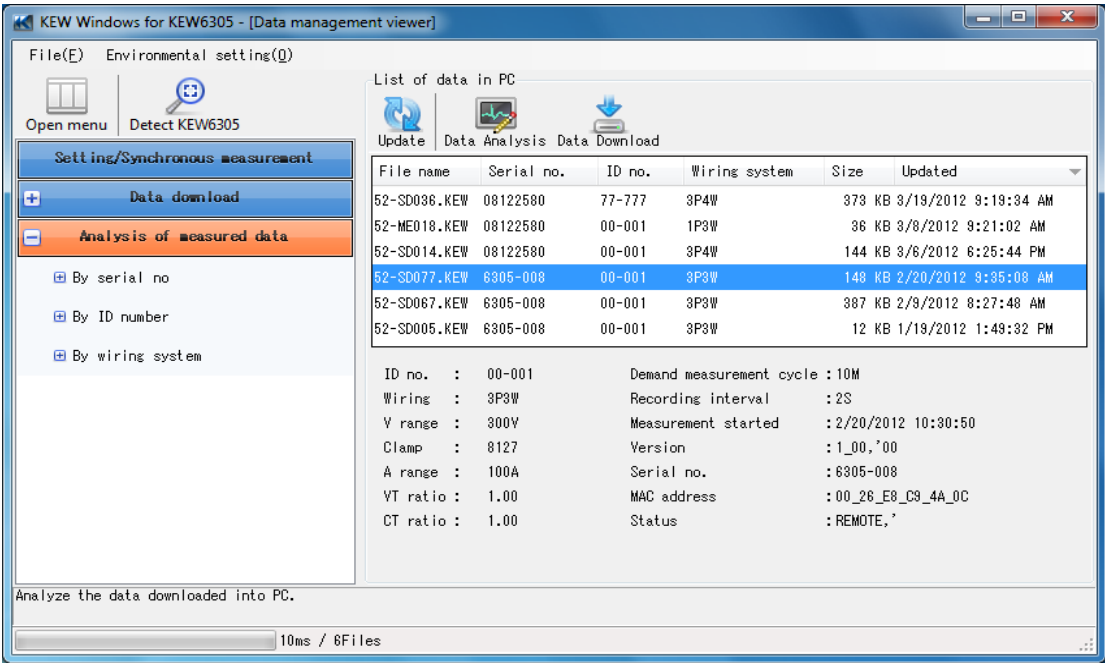 KEW Windows for KEW6305 - [Data management viewer]
File(F) Environmental setting(O)
Open menu Detect KEW6305
Setting/Synchronous measurement
Data download
Analysis of measured data
By serial no
By ID number
By wiring system
List of data in PC
Update Data Analysis Data Download
File name Serial no. ID no. Wiring system Size Updated
52-SD036.KEW 08122580 77-777 3P4W 373 KB 3/19/2012 9:19:34 AM
52-ME018.KEW 08122580 00-001 1P3W 36 KB 3/8/2012 9:21:02 AM
52-SD014.KEW 08122580 00-001 3P4W 144 KB 3/6/2012 6:25:44 PM
52-SD077.KEW 6305-008 00-001 3P3W 148 KB 2/20/2012 9:35:08 AM
52-SD067.KEW 6305-008 00-001 3P3W 387 KB 2/9/2012 8:27:48 AM
52-SD005.KEW 6305-008 00-001 3P3W 12 KB 1/19/2012 1:49:32 PM
ID no. : 00-001 Demand measurement cycle : 10M
Wiring : 3P3W Recording interval : 2S
V range : 300V Measurement started : 2/20/2012 10:30:50
Clamp : 8127 Version : 1_00,'00
A range : 100A Serial no. : 6305-008
VT ratio : 1.00 MAC address : 00_26_E8_C9_4A_0C
CT ratio : 1.00 Status : REMOTE,'
Analyze the data downloaded into PC.
10ms / 6Files